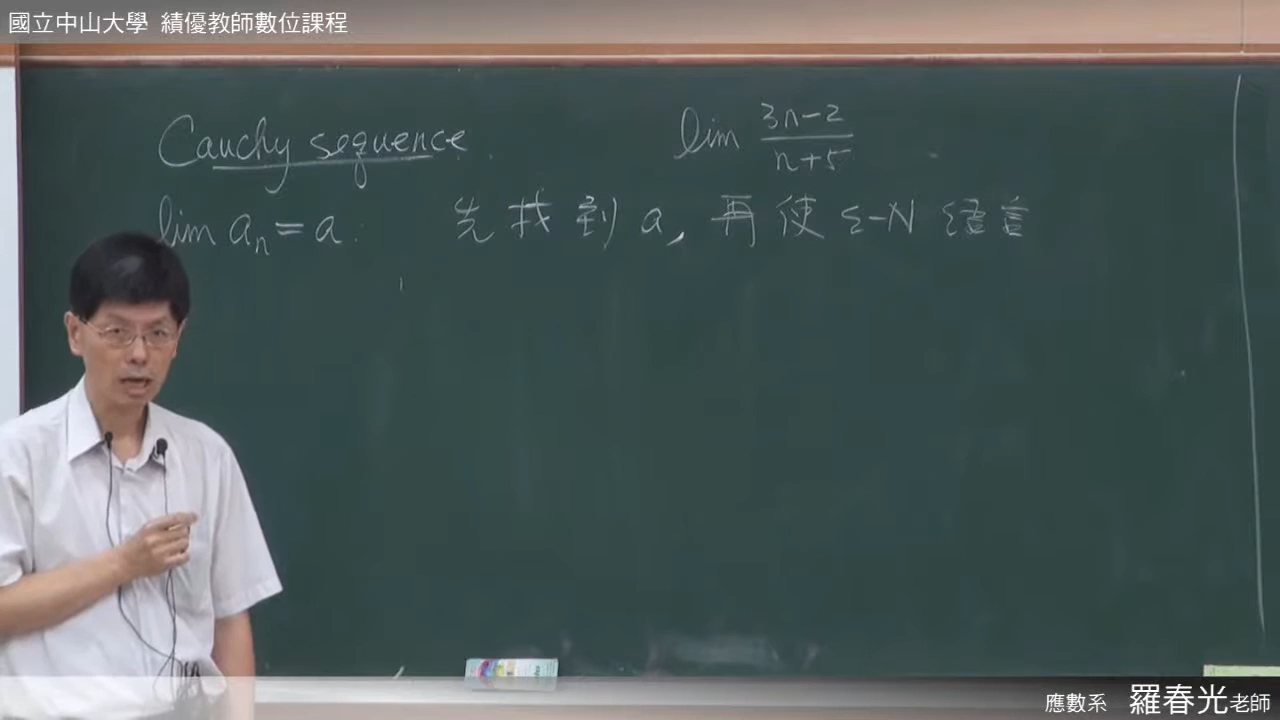 國立中山大學 績優教師數位課程
Cauchy sequence.
lim 3n-2 / n+5
lim aₙ = a: 先找到 a, 再使 ε-N 語言
應數系 羅春光老師